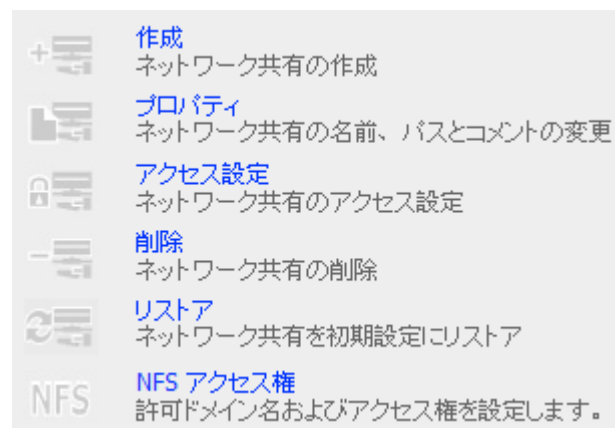 作成
ネットワーク共有の作成
プロパティ
ネットワーク共有の名前、パスとコメントの変更
アクセス設定
ネットワーク共有のアクセス設定
削除
ネットワーク共有の削除
リストア
ネットワーク共有を初期設定にリストア
NFS
NFS アクセス権
許可ドメイン名およびアクセス権を設定します。